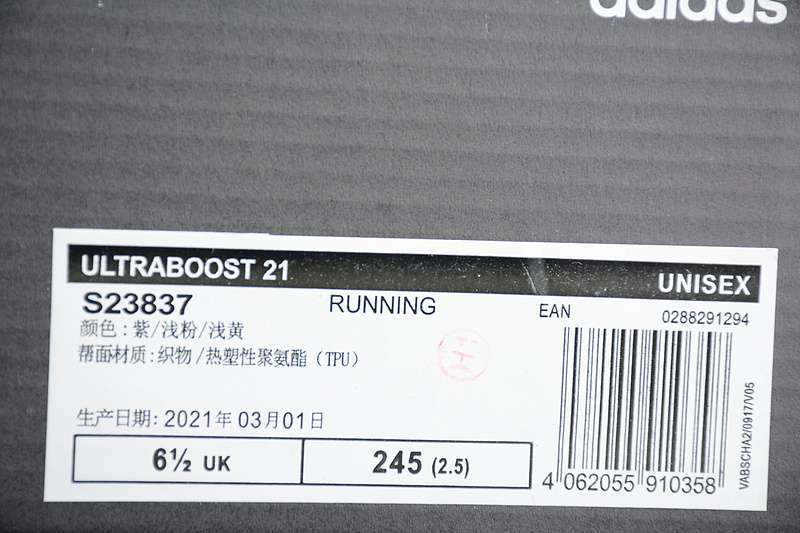 adidas
ULTRABOOST 21
UNISEX
S23837
RUNNING
EAN
0288291294
颜色：紫/浅粉/浅黄
帮面材质：织物/热塑性聚氨酯（TPU）
生产日期：2021年 03月01日
6½ UK
245 (2.5)
4 062055 910358
VABSCHA2/0917/V05